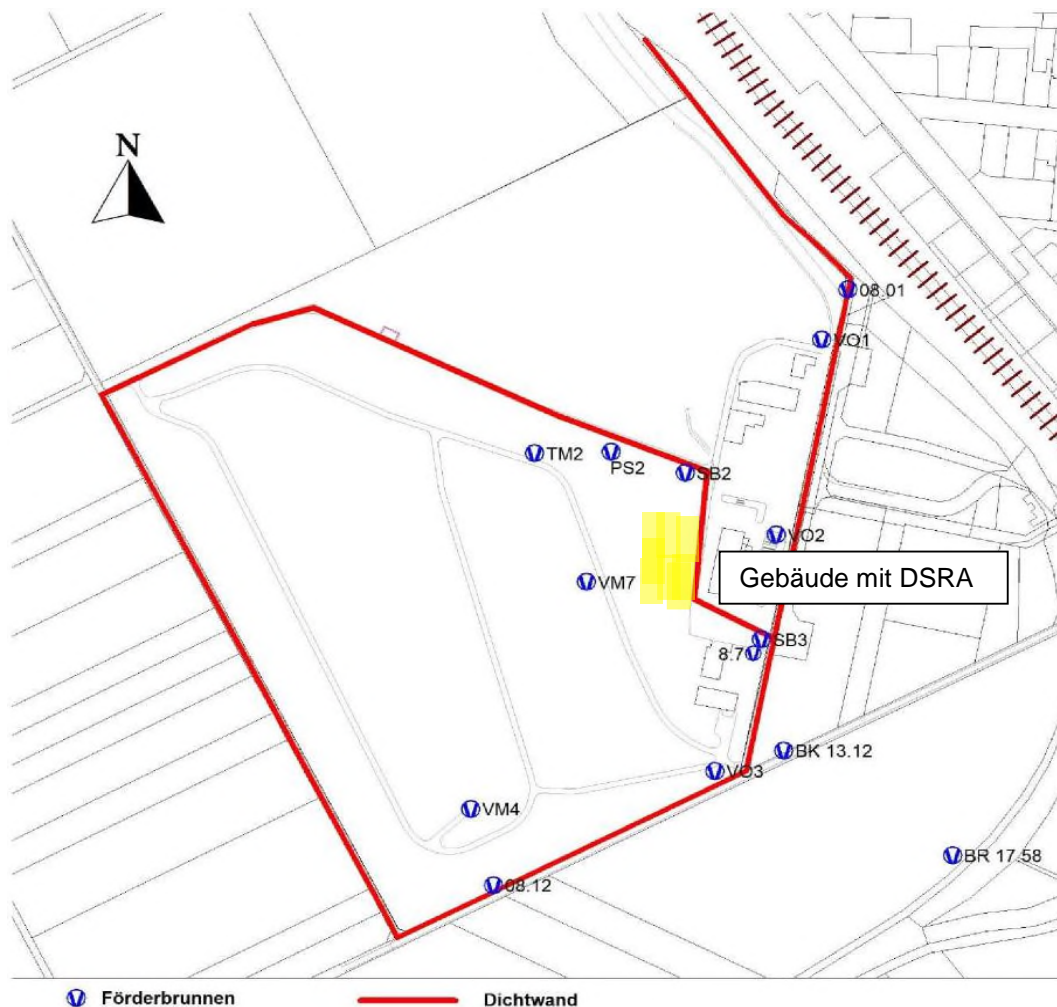 N
08.01
VO1
TM2
PS2
SB2
VO2
Gebäude mit DSRA
VM7
SB3
8.7
BK 13.12
VO3
VM4
BR 17.58
08.12
Förderbrunnen
Dichtwand